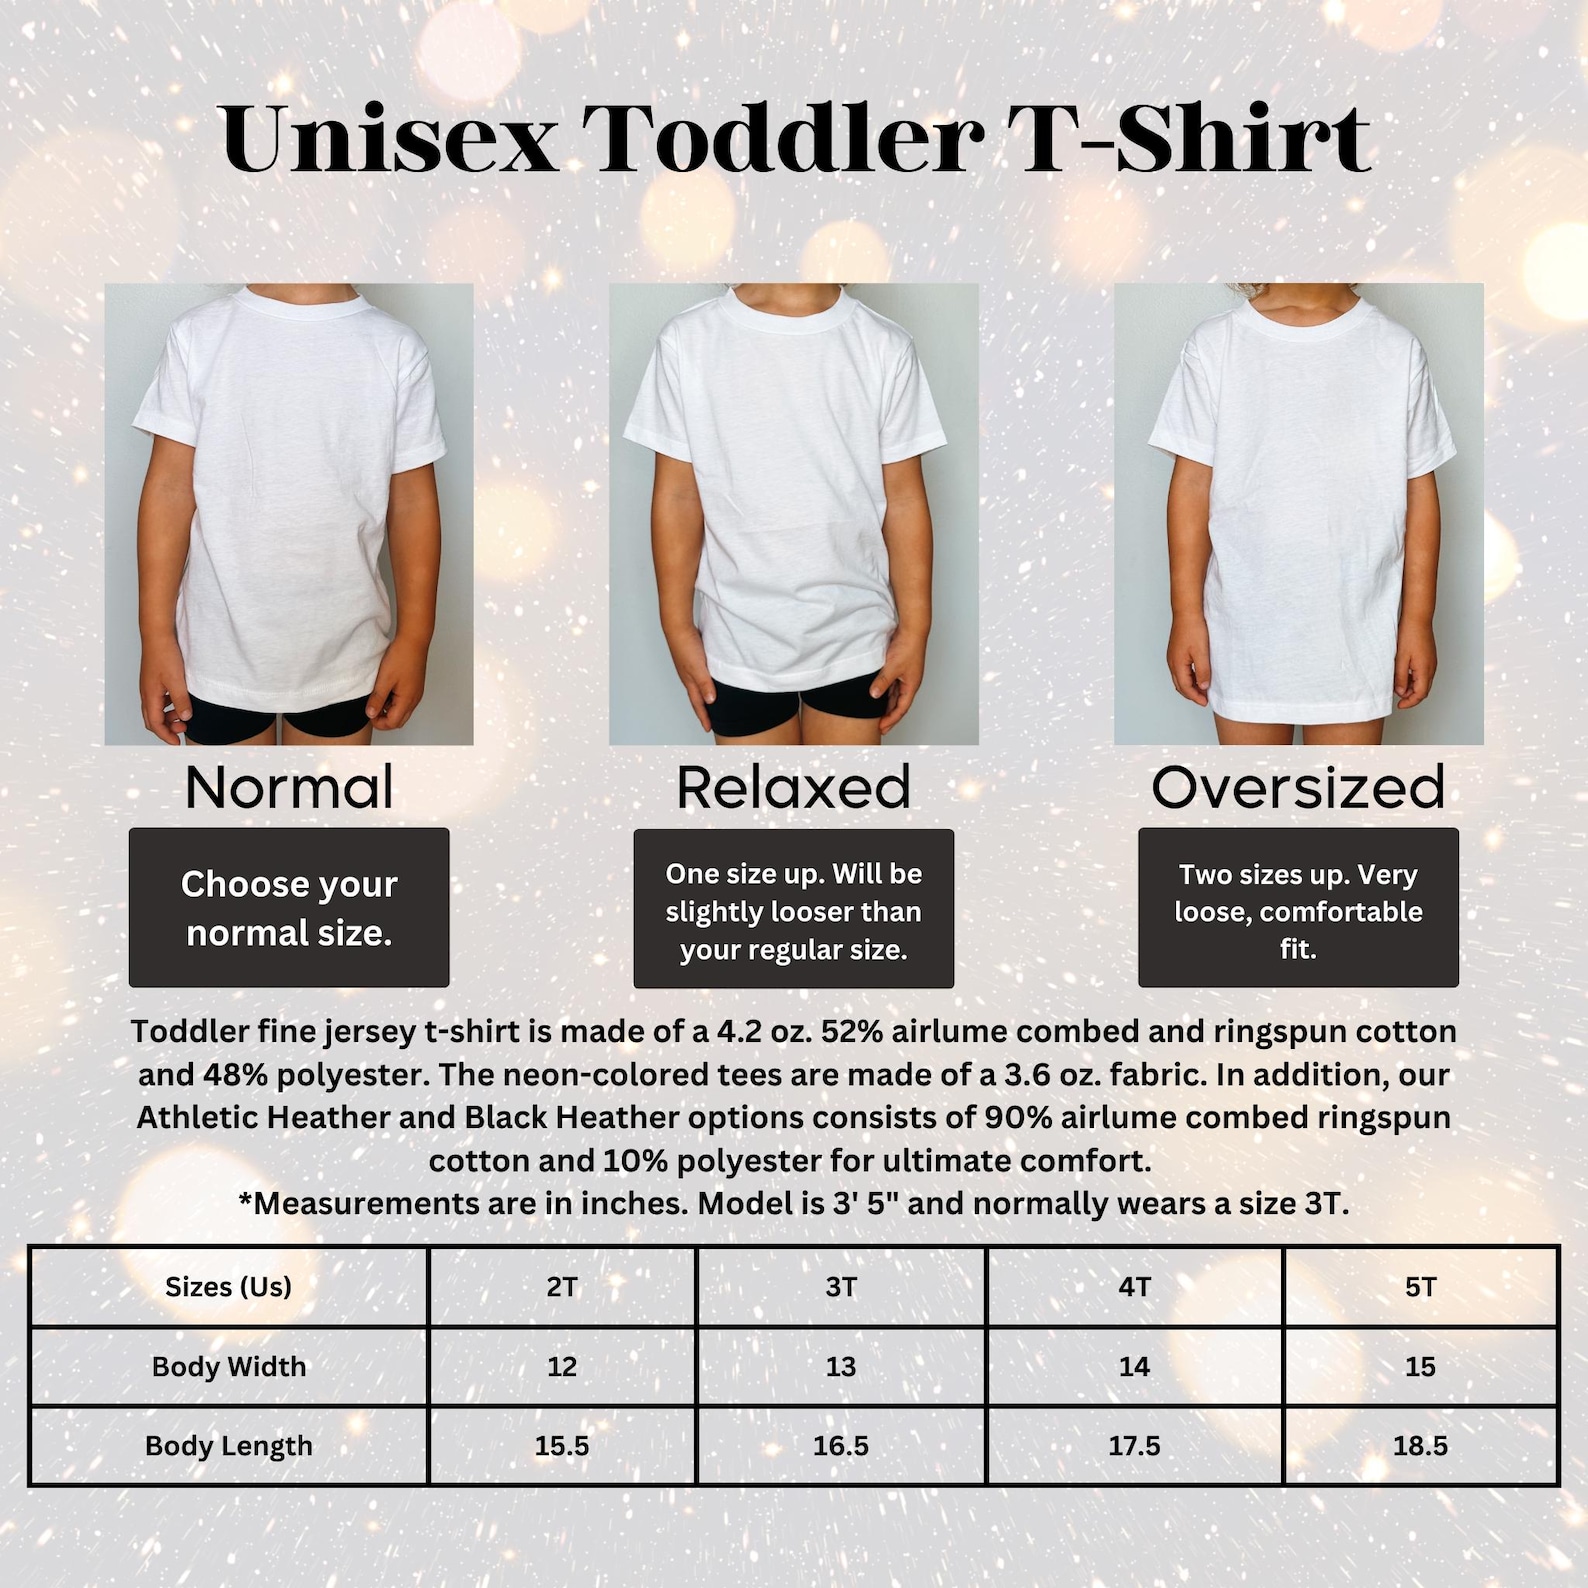 Unisex Toddler T-Shirt
Normal
Choose your
normal size.
Relaxed
One size up. Will be
slightly looser than
your regular size.
Oversized
Two sizes up. Very
loose, comfortable
fit.
Toddler fine jersey t-shirt is made of a 4.2 oz. 52% airlume combed and ringspun cotton
and 48% polyester. The neon-colored tees are made of a 3.6 oz. fabric. In addition, our
Athletic Heather and Black Heather options consists of 90% airlume combed ringspun
cotton and 10% polyester for ultimate comfort.
*Measurements are in inches. Model is 3' 5" and normally wears a size 3T.
Sizes (Us) 2T 3T 4T 5T
Body Width 12 13 14 15
Body Length 15.5 16.5 17.5 18.5